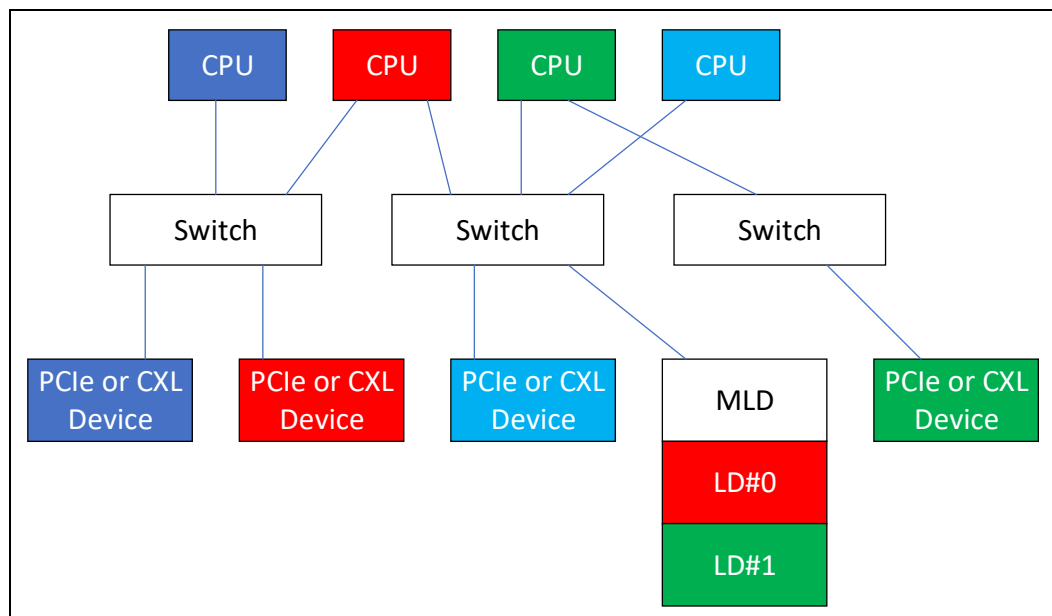 CPU
CPU
CPU
CPU
Switch
Switch
Switch
PCIe or CXL
Device
PCIe or CXL
Device
PCIe or CXL
Device
MLD
PCIe or CXL
Device
LD#0
LD#1